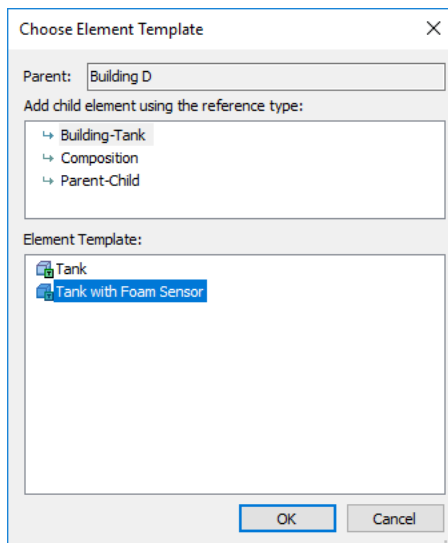 Choose Element Template
Parent: Building D
Add child element using the reference type:
Building-Tank
Composition
Parent-Child
Element Template:
Tank
Tank with Foam Sensor
OK Cancel